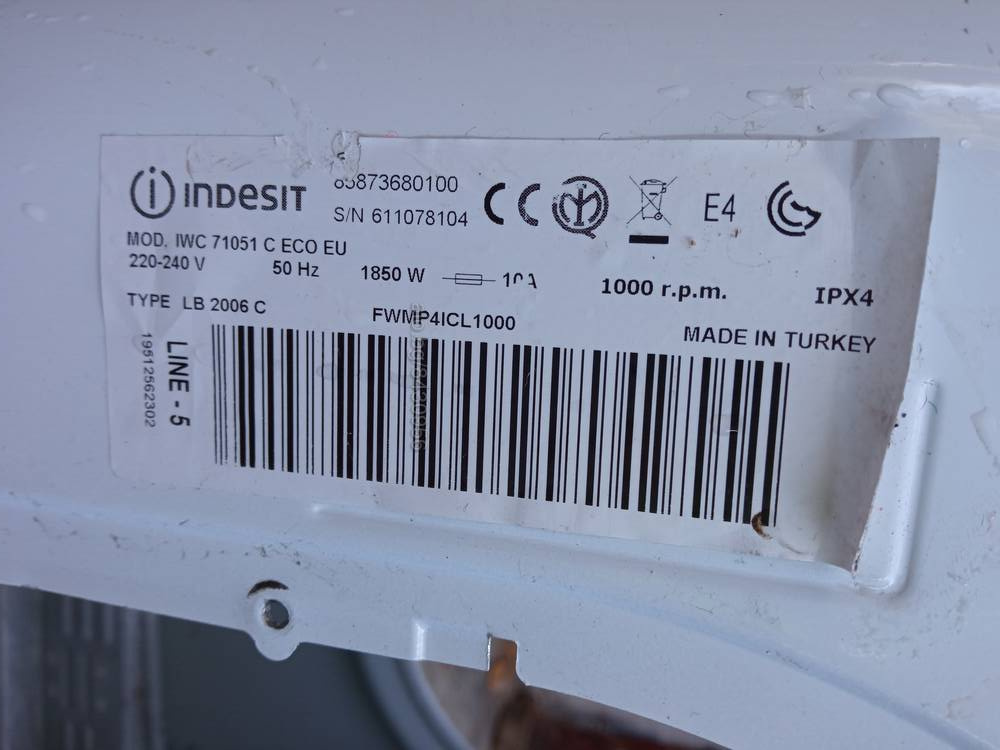 indesit
85873680100
S/N 611078104
E4
MOD. IWC 71051 C ECO EU
220-240 V 50 Hz 1850 W 10A 1000 r.p.m. IPX4
TYPE LB 2006 C FWMP4ICL1000 MADE IN TURKEY
LINE - 5
19512562302